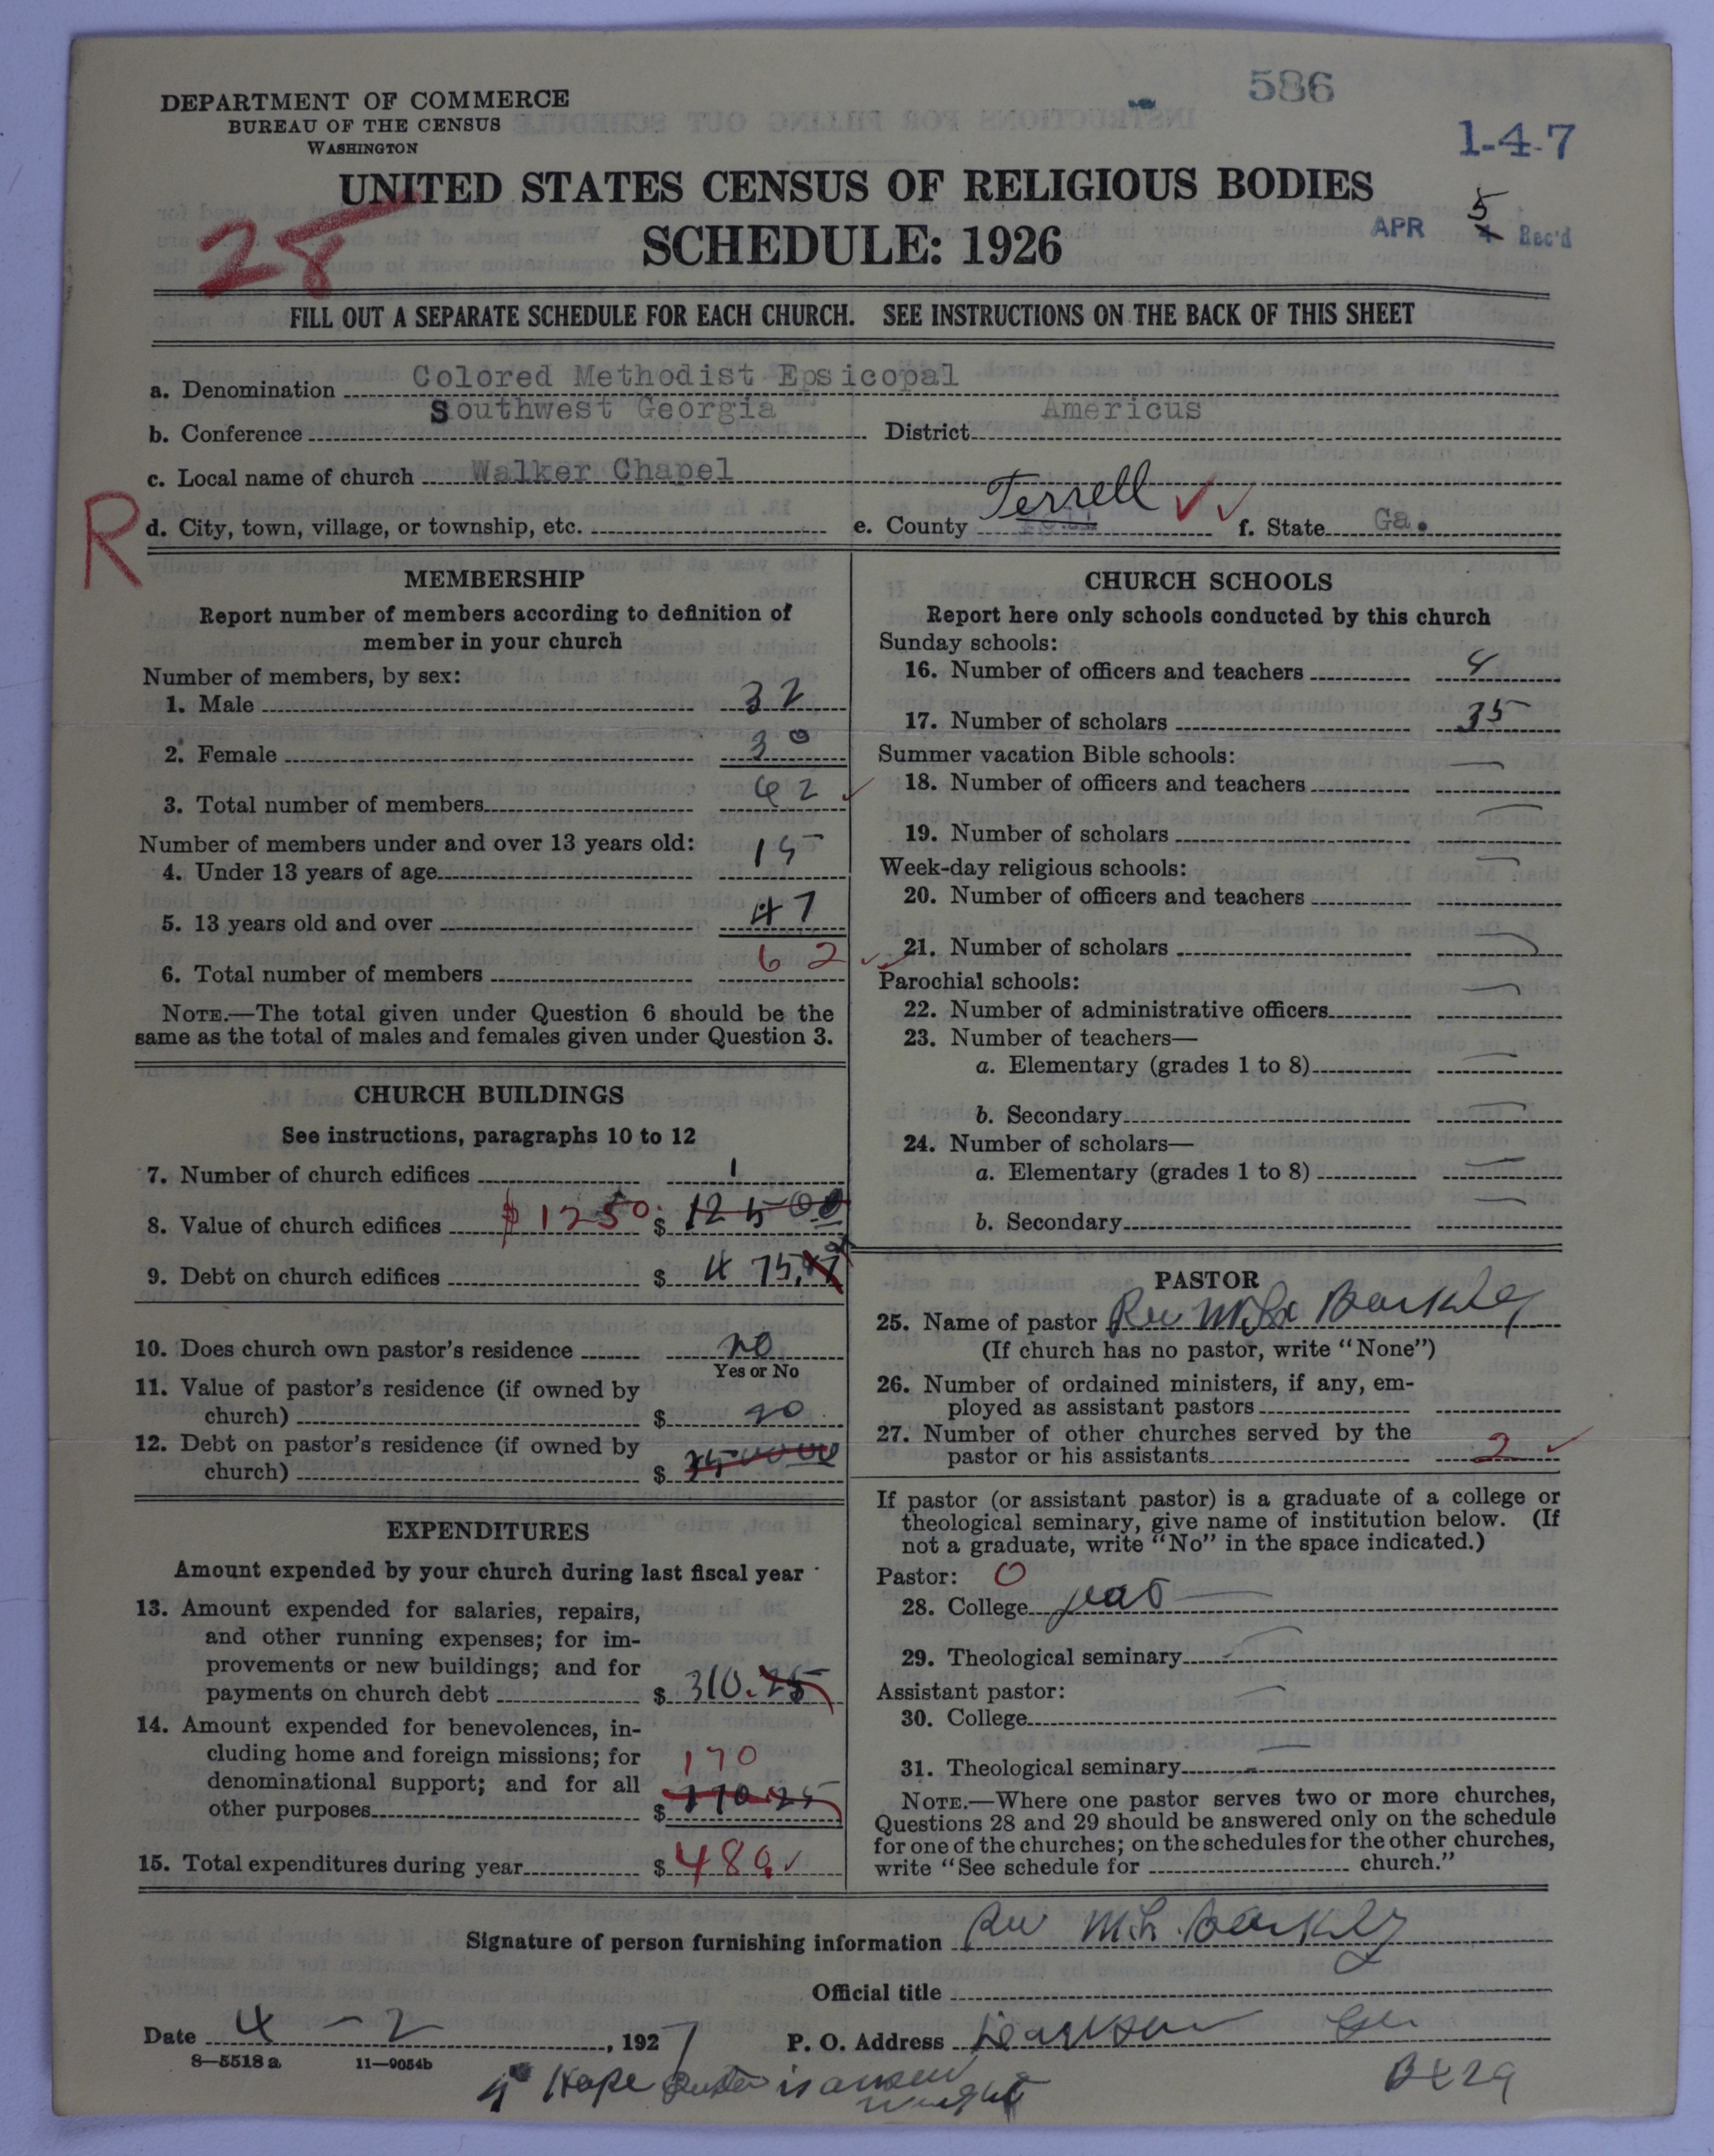 586
DEPARTMENT OF COMMERCE
BUREAU OF THE CENSUS
WASHINGTON
1-4-7
UNITED STATES CENSUS OF RELIGIOUS BODIES
28
SCHEDULE: 1926
APR 5 4 Rec'd
FILL OUT A SEPARATE SCHEDULE FOR EACH CHURCH. SEE INSTRUCTIONS ON THE BACK OF THIS SHEET
a. Denomination Colored Methodist Epsicopal
b. Conference Southwest Georgia District Americus
c. Local name of church Walker Chapel
R
d. City, town, village, or township, etc. e. County Terrell f. State Ga.
MEMBERSHIP
Report number of members according to definition of
member in your church
Number of members, by sex:
1. Male 32
2. Female 30
3. Total number of members 62
Number of members under and over 13 years old:
4. Under 13 years of age 15
5. 13 years old and over 47
6. Total number of members 62
NOTE.—The total given under Question 6 should be the
same as the total of males and females given under Question 3.
CHURCH BUILDINGS
See instructions, paragraphs 10 to 12
7. Number of church edifices 1
8. Value of church edifices $1250. $ 12500
9. Debt on church edifices $ 475.
10. Does church own pastor's residence no
Yes or No
11. Value of pastor's residence (if owned by
church) $ no
12. Debt on pastor's residence (if owned by
church) $
EXPENDITURES
Amount expended by your church during last fiscal year
13. Amount expended for salaries, repairs,
and other running expenses; for im-
provements or new buildings; and for
payments on church debt $ 310.25
14. Amount expended for benevolences, in-
cluding home and foreign missions; for
170
denominational support; and for all
other purposes $ 170.25
15. Total expenditures during year $ 480
CHURCH SCHOOLS
Report here only schools conducted by this church
Sunday schools:
16. Number of officers and teachers 4
17. Number of scholars 35
Summer vacation Bible schools:
18. Number of officers and teachers —
19. Number of scholars —
Week-day religious schools:
20. Number of officers and teachers —
21. Number of scholars —
Parochial schools:
22. Number of administrative officers —
23. Number of teachers—
a. Elementary (grades 1 to 8) —
b. Secondary —
24. Number of scholars—
a. Elementary (grades 1 to 8) —
b. Secondary —
PASTOR
25. Name of pastor Rev Barkley
(If church has no pastor, write "None")
26. Number of ordained ministers, if any, em-
ployed as assistant pastors
27. Number of other churches served by the
pastor or his assistants 2
If pastor (or assistant pastor) is a graduate of a college or
theological seminary, give name of institution below. (If
not a graduate, write "No" in the space indicated.)
Pastor: O
28. College
29. Theological seminary —
Assistant pastor:
30. College —
31. Theological seminary —
NOTE.—Where one pastor serves two or more churches,
Questions 28 and 29 should be answered only on the schedule
for one of the churches; on the schedules for the other churches,
write "See schedule for church."
Signature of person furnishing information Rev M.L. Barkley
Official title
Date 4 - 2, 1927 P. O. Address
8-5518 a 11-9054b
Hope is